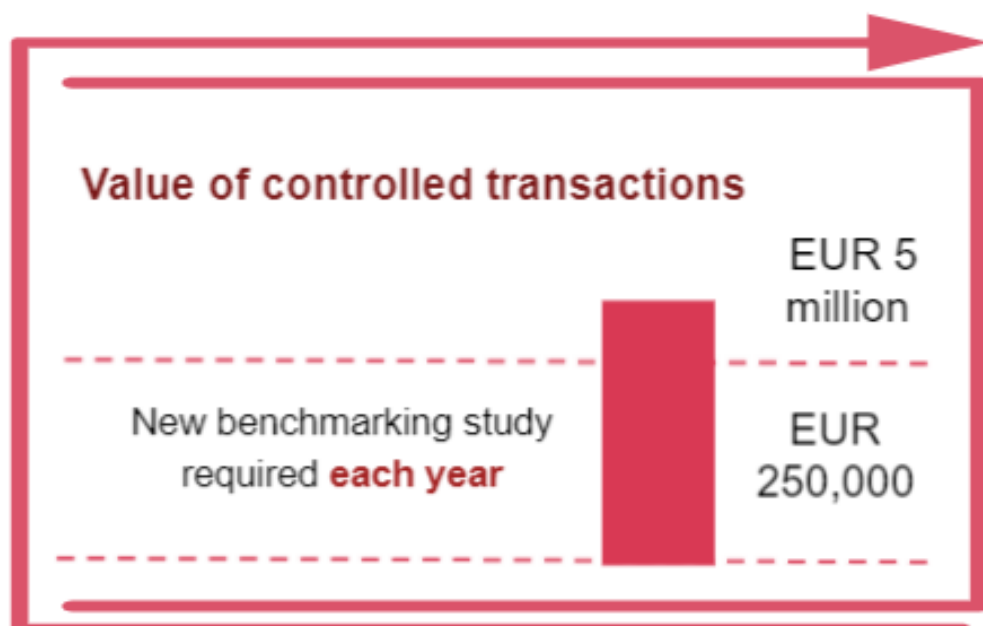 Value of controlled transactions
EUR 5
million
New benchmarking study
required each year
EUR
250,000